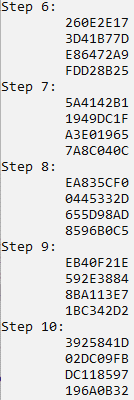 Step 6:
260E2E17
3D41B77D
E86472A9
FDD28B25
Step 7:
5A4142B1
1949DC1F
A3E01965
7A8C040C
Step 8:
EA835CF0
0445332D
655D98AD
8596B0C5
Step 9:
EB40F21E
592E3884
8BA113E7
1BC342D2
Step 10:
3925841D
02DC09FB
DC118597
196A0B32